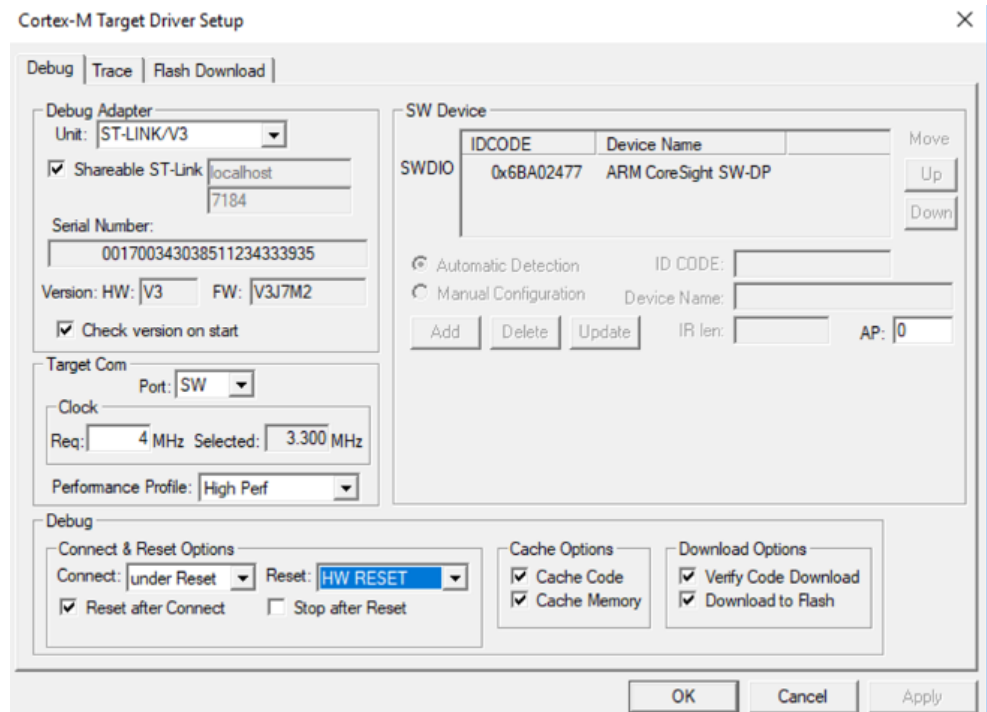 Cortex-M Target Driver Setup
Debug
Trace
Flash Download
Debug Adapter
Unit: ST-LINK/V3
Shareable ST-Link localhost
7184
Serial Number:
001700343038511234333935
Version: HW: V3 FW: V3J7M2
Check version on start
Target Com
Port: SW
Clock
Req: 4 MHz Selected: 3.300 MHz
Performance Profile: High Perf
SW Device
IDCODE Device Name
SWDIO 0x6BA02477 ARM CoreSight SW-DP
Move
Up
Down
Automatic Detection
Manual Configuration
ID CODE:
Device Name:
Add Delete Update IR len:
AP: 0
Debug
Connect & Reset Options
Connect: under Reset Reset: HW RESET
Reset after Connect Stop after Reset
Cache Options
Cache Code
Cache Memory
Download Options
Verify Code Download
Download to Flash
OK Cancel Apply